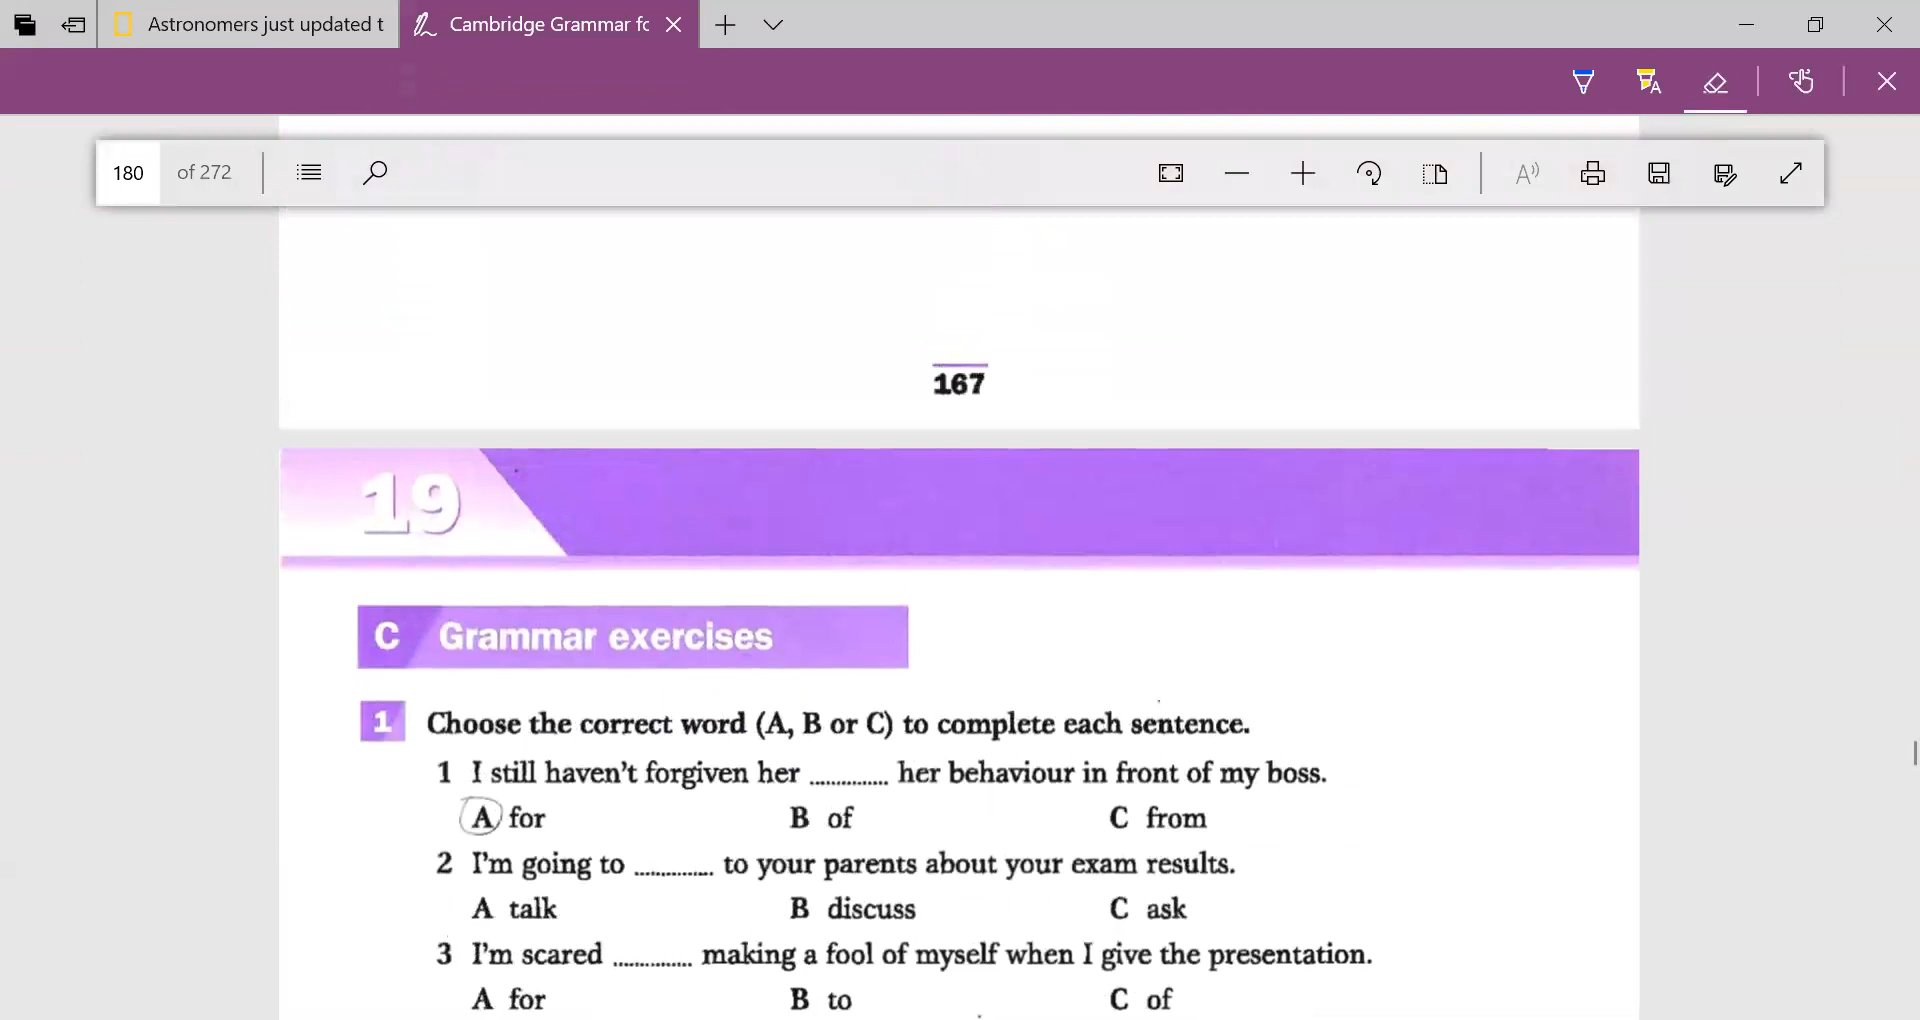 Astronomers just updated t
Cambridge Grammar fo
180 of 272
167
19
C Grammar exercises
1 Choose the correct word (A, B or C) to complete each sentence.
1 I still haven't forgiven her .............. her behaviour in front of my boss.
A for B of C from
2 I'm going to .............. to your parents about your exam results.
A talk B discuss C ask
3 I'm scared .............. making a fool of myself when I give the presentation.
A for B to C of